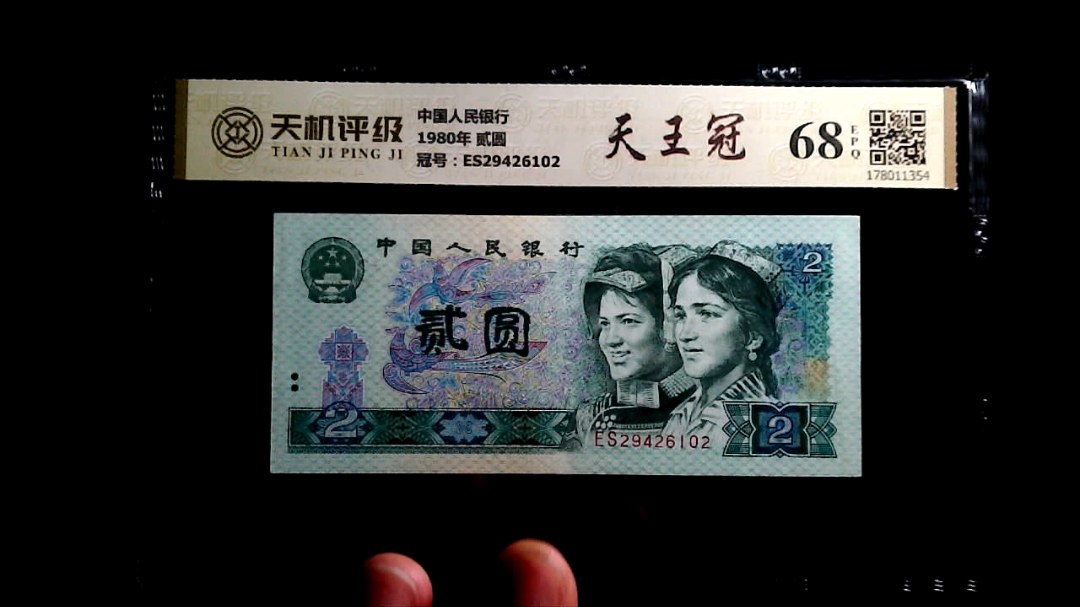 天机评级
TIAN JI PING JI
中国人民银行
1980年 贰圆
冠号：ES29426102
天王冠
68
EPQ
178011354
中国人民银行
2
贰圆
2
ES29426102
2